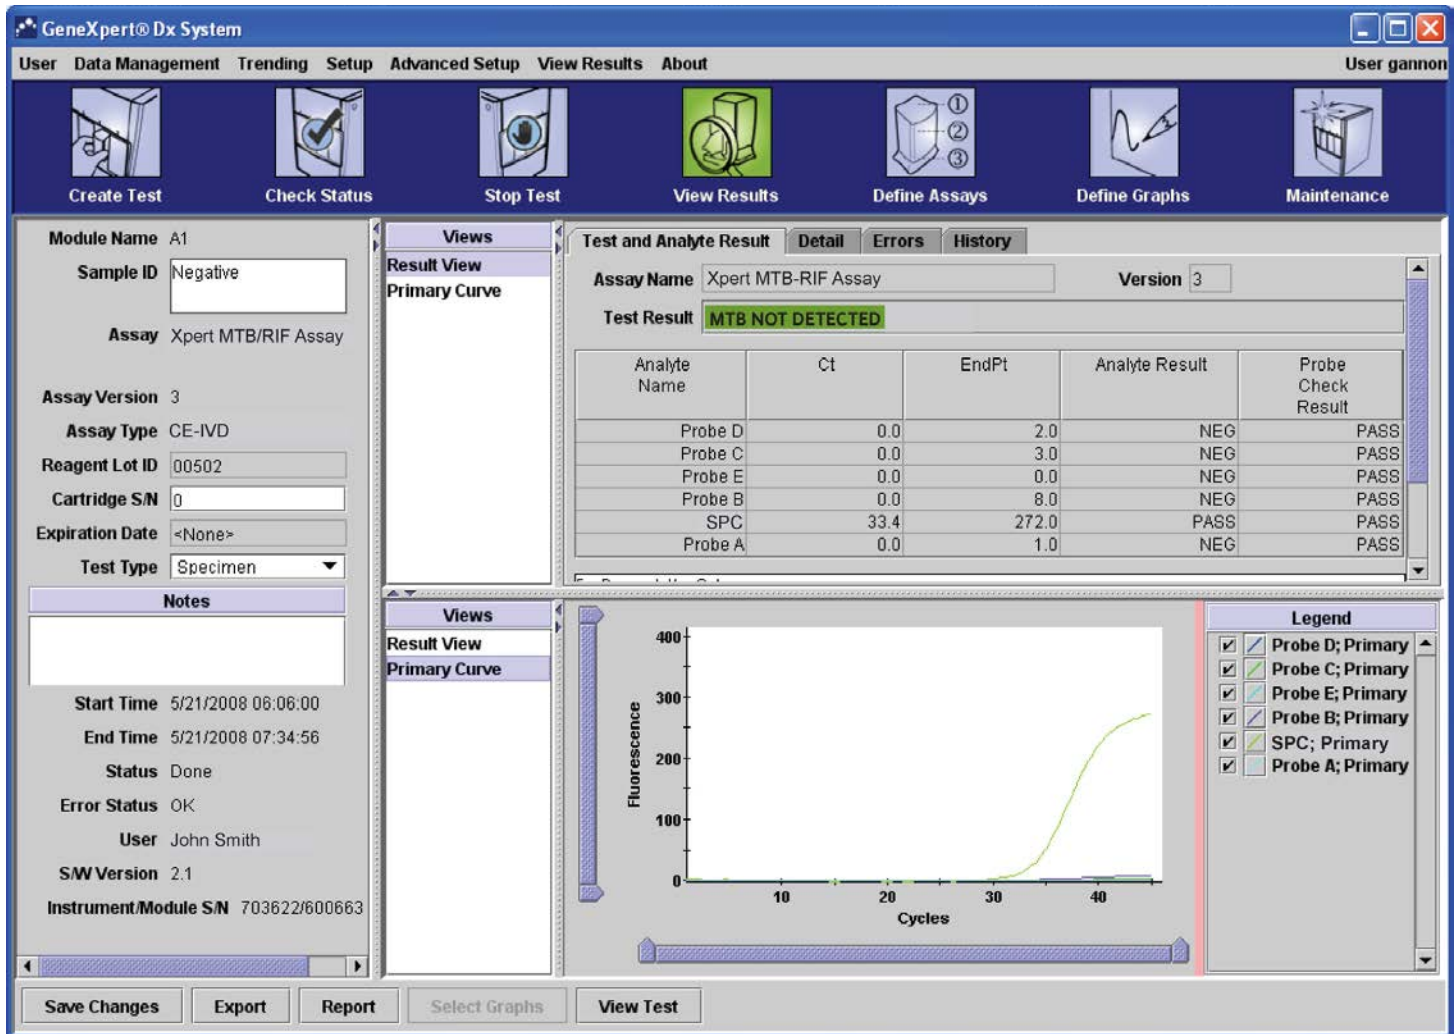 GeneXpert® Dx System
User Data Management Trending Setup Advanced Setup View Results About User gannon
① ② ③
Create Test Check Status Stop Test View Results Define Assays Define Graphs Maintenance
Module Name A1
Sample ID Negative
Assay Xpert MTB/RIF Assay
Assay Version 3
Assay Type CE-IVD
Reagent Lot ID 00502
Cartridge S/N 0
Expiration Date <None>
Test Type Specimen
Notes
Start Time 5/21/2008 06:06:00
End Time 5/21/2008 07:34:56
Status Done
Error Status OK
User John Smith
S/W Version 2.1
Instrument/Module S/N 703622/600663
Views
Result View
Primary Curve
Test and Analyte Result Detail Errors History
Assay Name Xpert MTB-RIF Assay Version 3
Test Result MTB NOT DETECTED
Analyte Name Ct EndPt Analyte Result Probe Check Result
Probe D 0.0 2.0 NEG PASS
Probe C 0.0 3.0 NEG PASS
Probe E 0.0 0.0 NEG PASS
Probe B 0.0 8.0 NEG PASS
SPC 33.4 272.0 PASS PASS
Probe A 0.0 1.0 NEG PASS
Views
Result View
Primary Curve
Fluorescence
400
300
200
100
0
10 20 30 40
Cycles
Legend
Probe D; Primary
Probe C; Primary
Probe E; Primary
Probe B; Primary
SPC; Primary
Probe A; Primary
Save Changes Export Report Select Graphs View Test